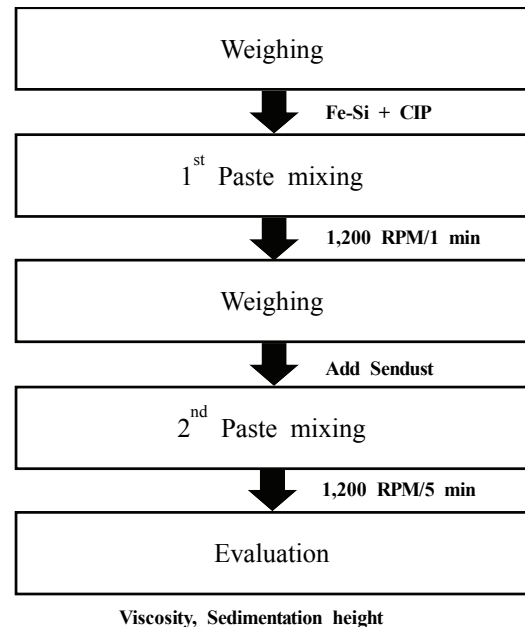 Weighing
Fe-Si + CIP
1st Paste mixing
1,200 RPM/1 min
Weighing
Add Sendust
2nd Paste mixing
1,200 RPM/5 min
Evaluation
Viscosity, Sedimentation height